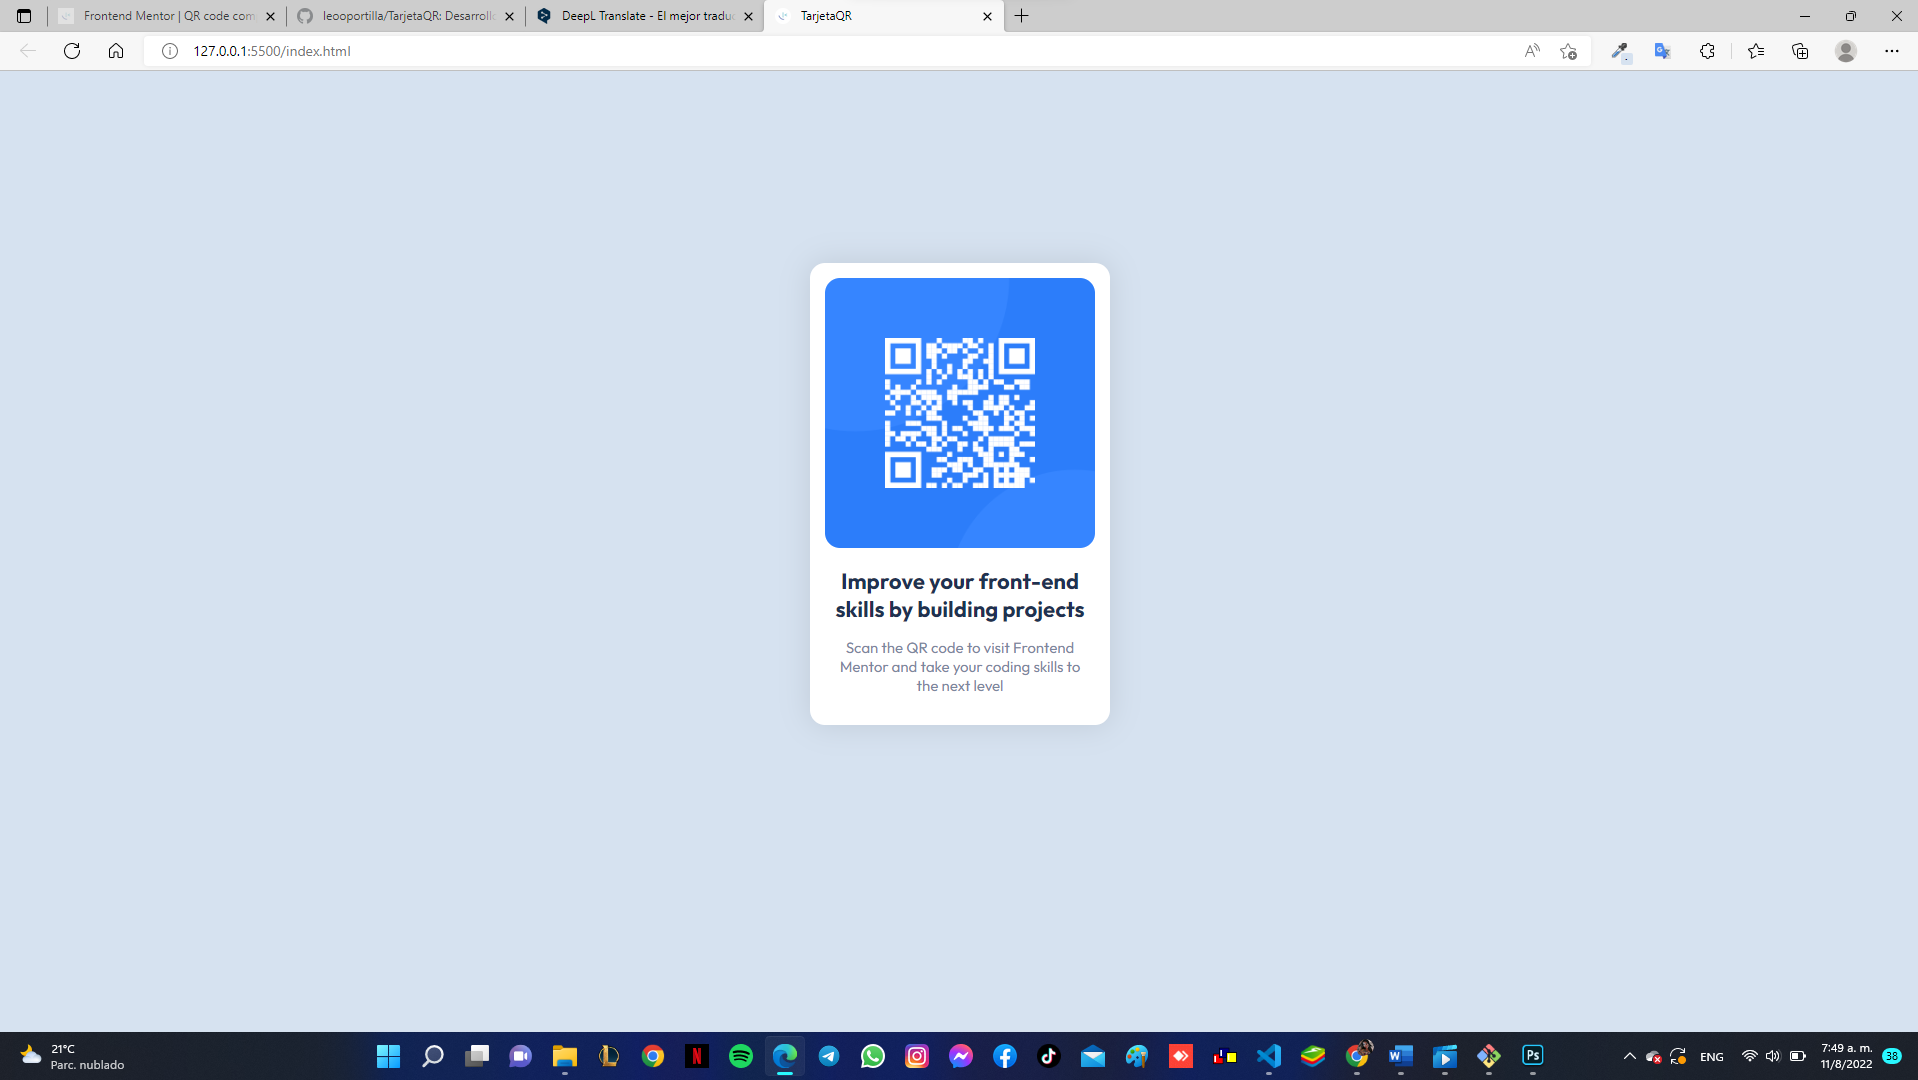 Frontend Mentor | QR code com
leooportilla/TarjetaQR: Desarroll
DeepL Translate - El mejor traduc
TarjetaQR
127.0.0.1:5500/index.html
Improve your front-end
skills by building projects
Scan the QR code to visit Frontend
Mentor and take your coding skills to
the next level
21°C
Parc. nublado
N
W
Ps
ENG
7:49 a. m.
11/8/2022
38